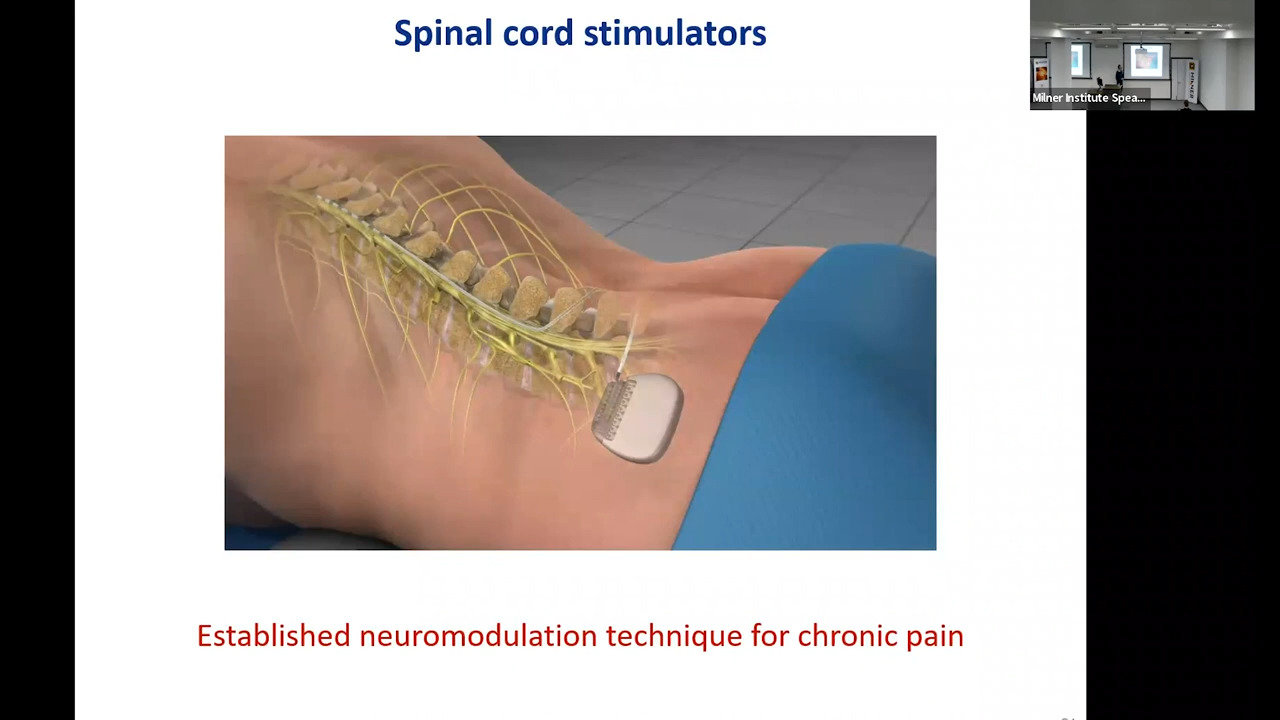 Spinal cord stimulators
Milner Institute Spea...
Established neuromodulation technique for chronic pain